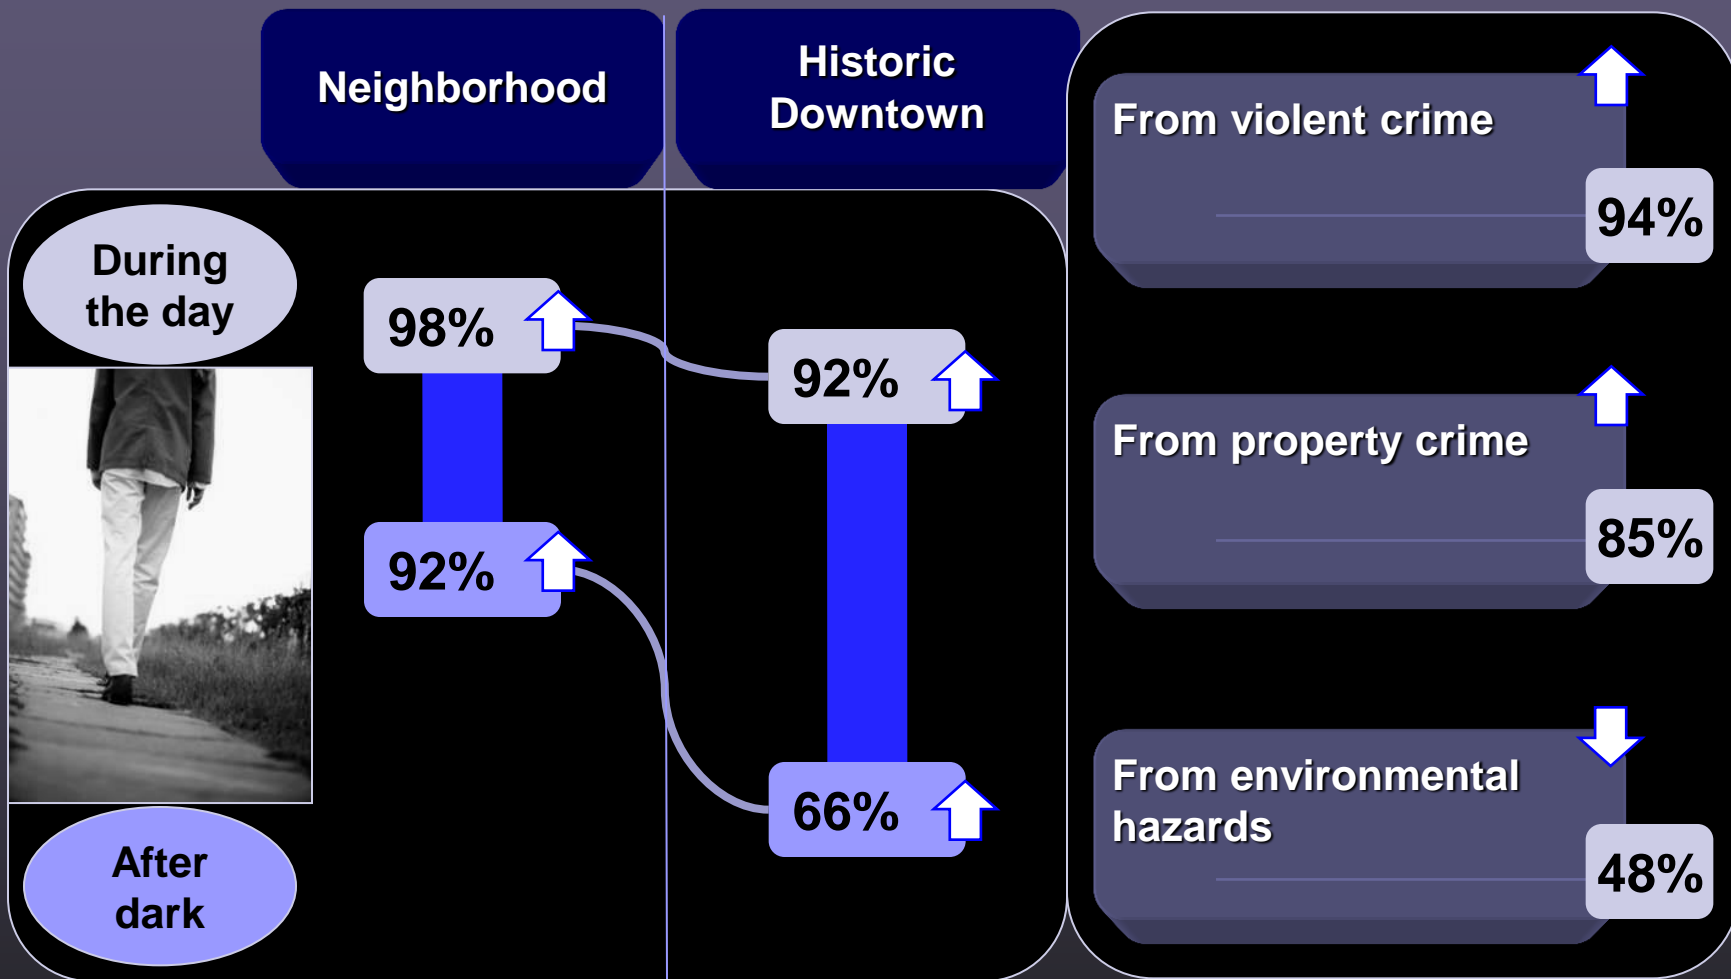 Neighborhood
Historic
Downtown
During
the day
98%
92%
92%
66%
After
dark
From violent crime
94%
From property crime
85%
From environmental
hazards
48%